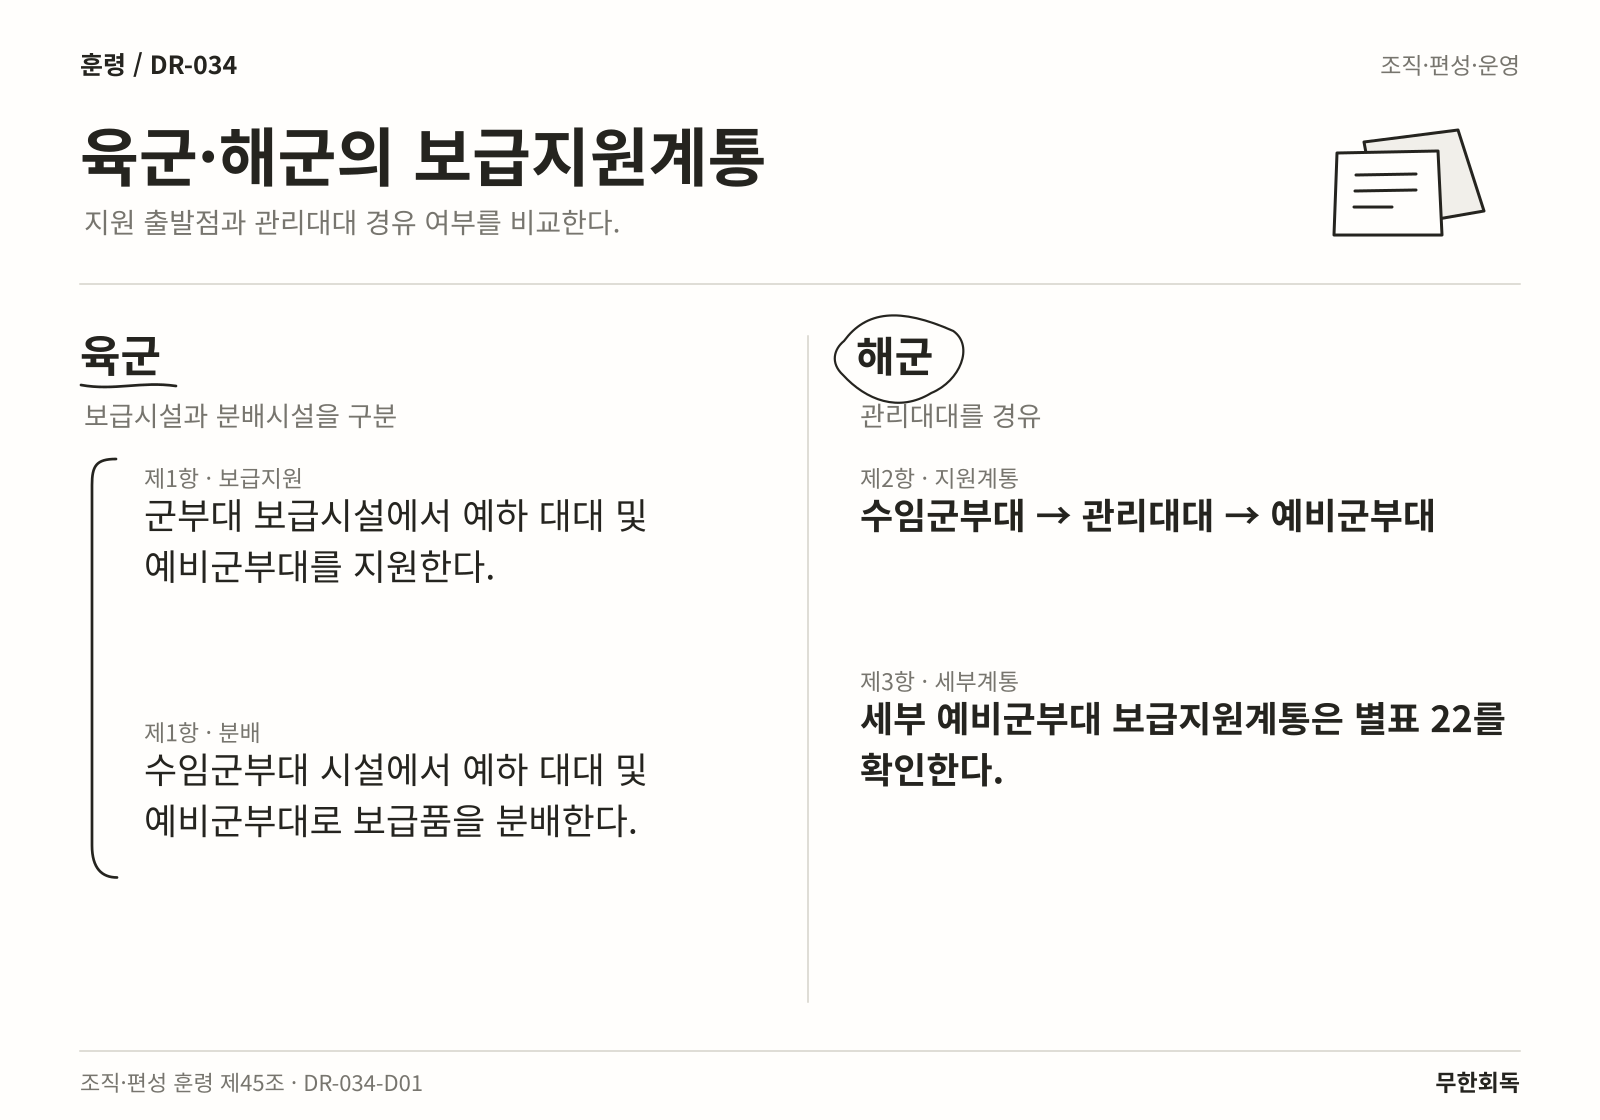 훈령 / DR-034
조직·편성·운영
육군·해군의 보급지원계통
지원 출발점과 관리대대 경유 여부를 비교한다.
육군
보급시설과 분배시설을 구분
제1항 · 보급지원
군부대 보급시설에서 예하 대대 및
예비군부대를 지원한다.
제1항 · 분배
수임군부대 시설에서 예하 대대 및
예비군부대로 보급품을 분배한다.
해군
관리대대를 경유
제2항 · 지원계통
수임군부대 → 관리대대 → 예비군부대
제3항 · 세부계통
세부 예비군부대 보급지원계통은 별표 22를
확인한다.
조직·편성 훈령 제45조 · DR-034-D01
무한회독